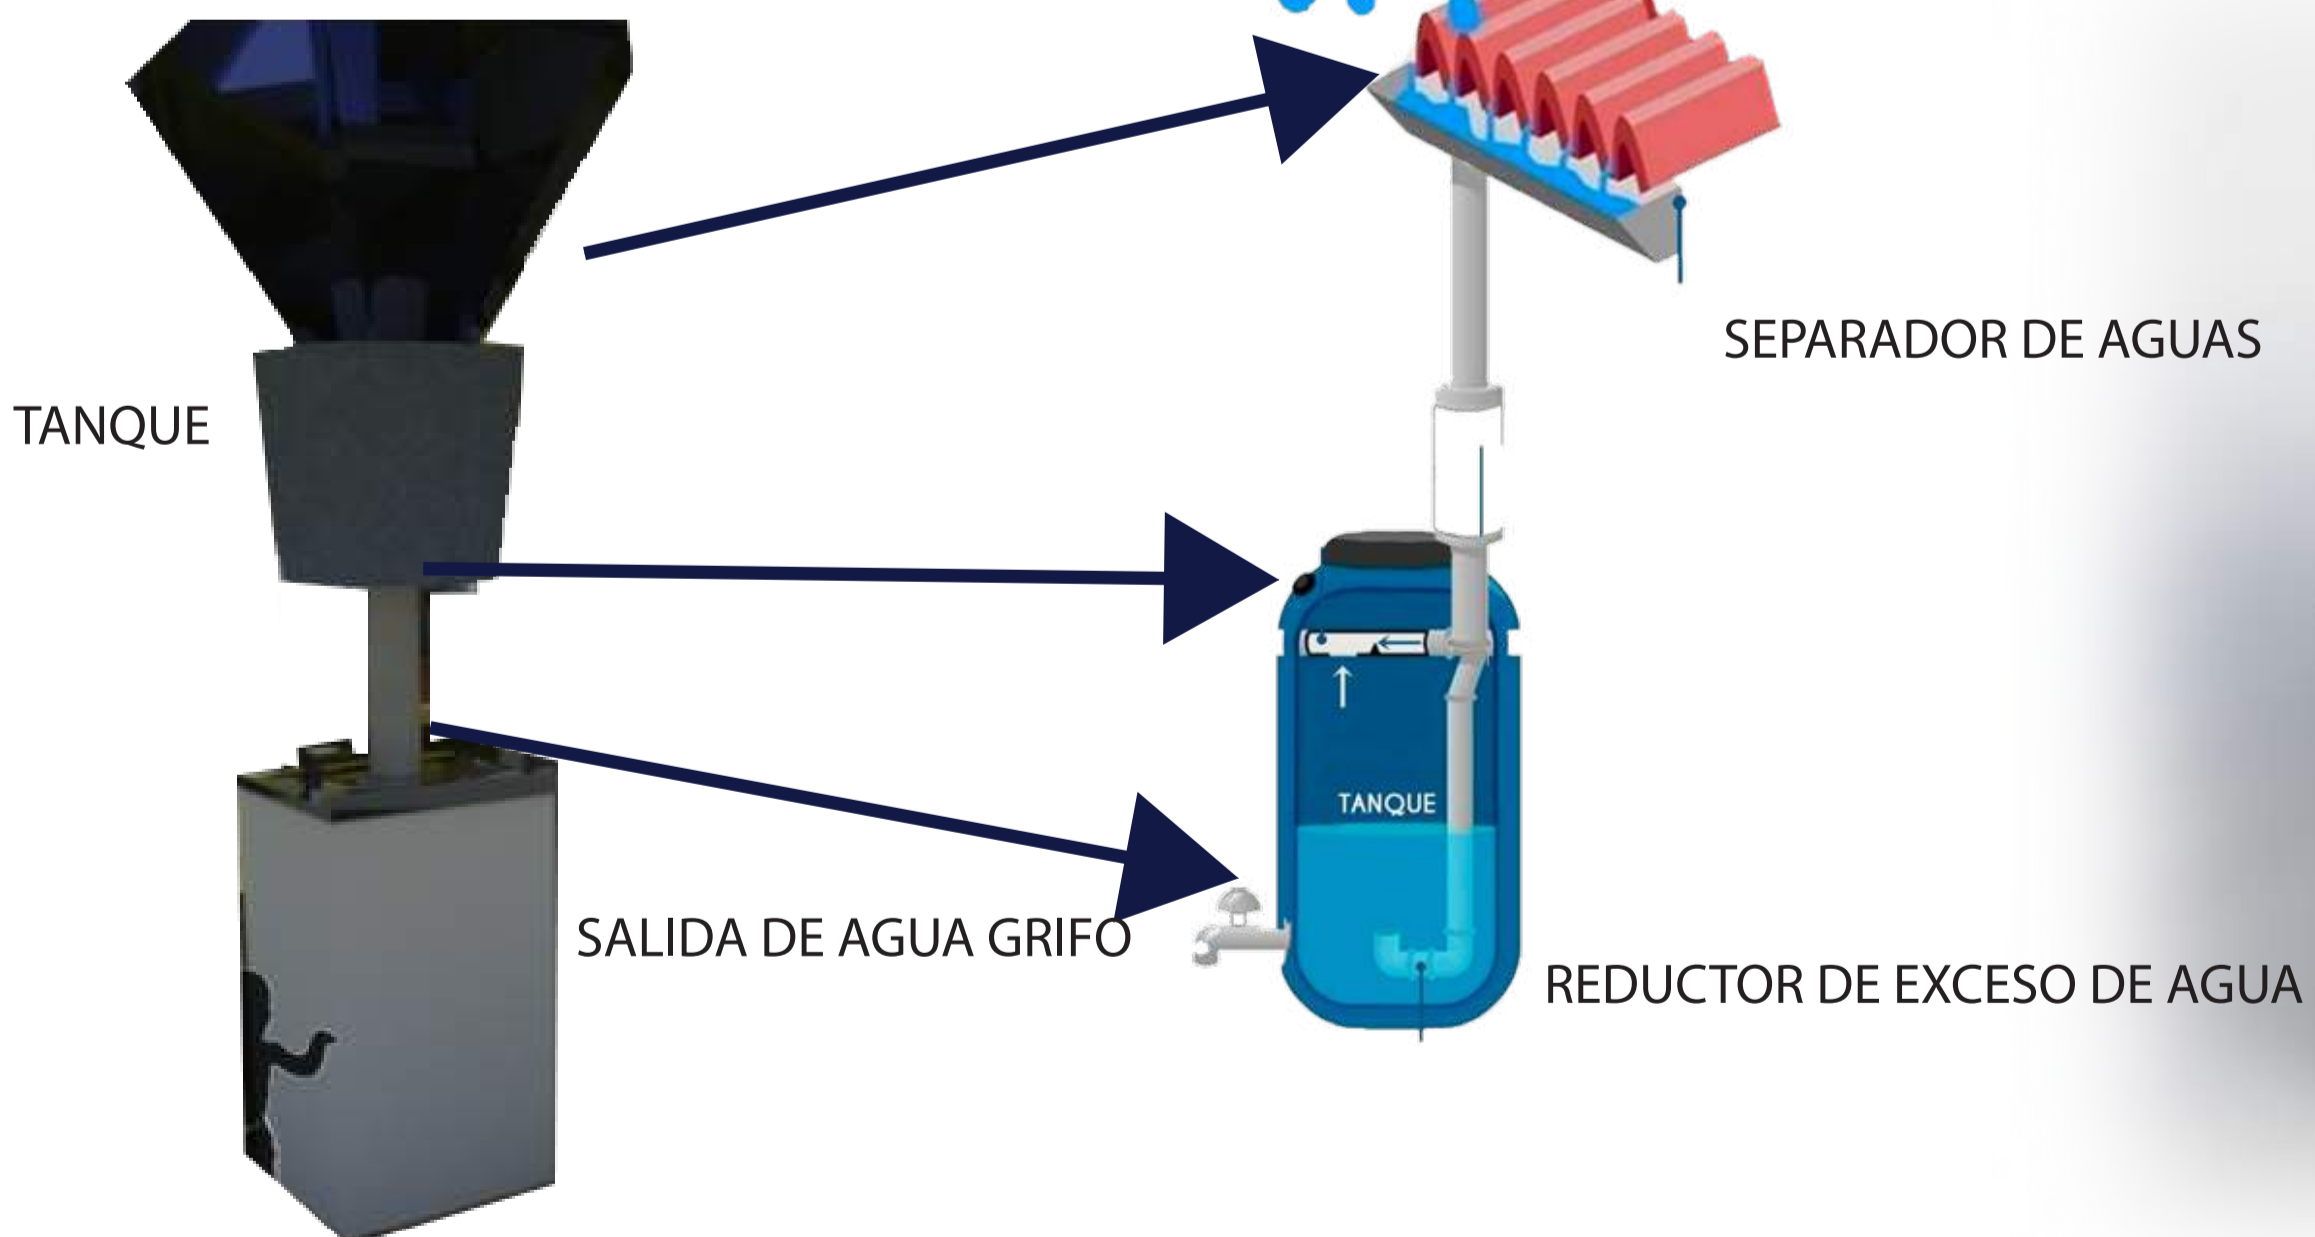 SEPARADOR DE AGUAS
TANQUE
TANQUE
SALIDA DE AGUA GRIFO
REDUCTOR DE EXCESO DE AGUA